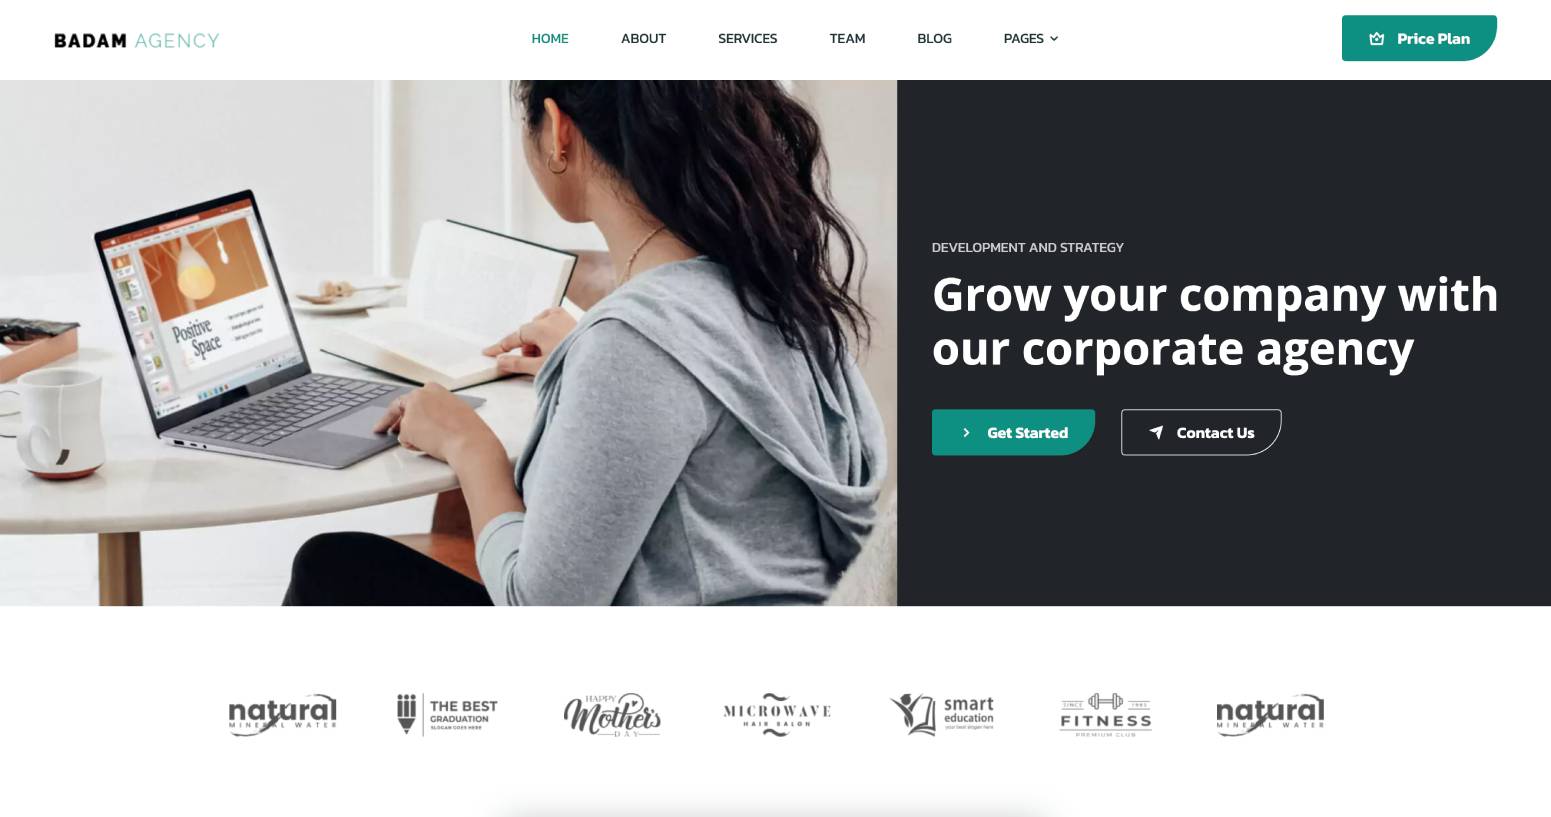 BADAM AGENCY
HOME
ABOUT
SERVICES
TEAM
BLOG
PAGES
Price Plan
Positive
Space
DEVELOPMENT AND STRATEGY
Grow your company with
our corporate agency
Get Started
Contact Us
natural
MINERAL WATER
THE BEST
GRADUATION
SLOGAN GOES HERE
HAPPY
Mother's
DAY
MICROWAVE
HAIR SALON
smart
education
your best slogan here
SINCE 1985
FITNESS
PREMIUM CLUB
natural
MINERAL WATER